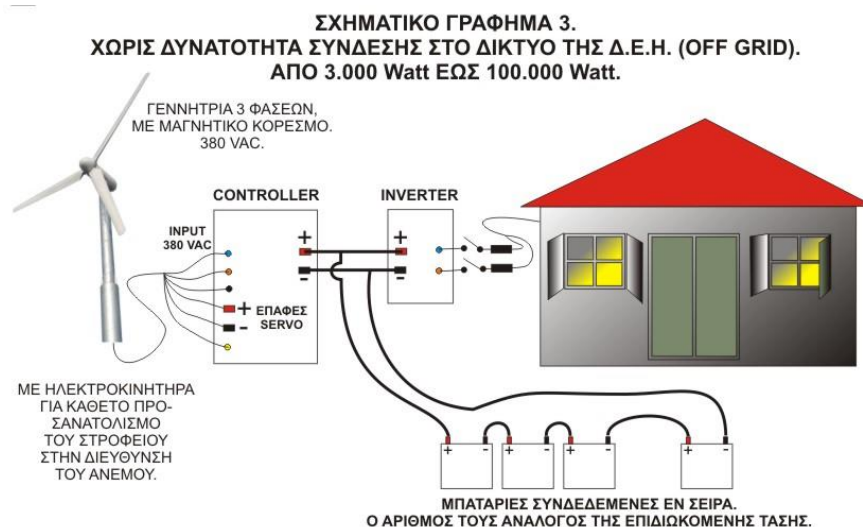 ΣΧΗΜΑΤΙΚΟ ΓΡΑΦΗΜΑ 3.
ΧΩΡΙΣ ΔΥΝΑΤΟΤΗΤΑ ΣΥΝΔΕΣΗΣ ΣΤΟ ΔΙΚΤΥΟ ΤΗΣ Δ.Ε.Η. (OFF GRID).
ΑΠΟ 3.000 Watt ΕΩΣ 100.000 Watt.
ΓΕΝΝΗΤΡΙΑ 3 ΦΑΣΕΩΝ,
ΜΕ ΜΑΓΝΗΤΙΚΟ ΚΟΡΕΣΜΟ.
380 VAC.
CONTROLLER
INVERTER
INPUT
380 VAC
+
-
+
-
+ ΕΠΑΦΕΣ
- SERVO
ΜΕ ΗΛΕΚΤΡΟΚΙΝΗΤΗΡΑ
ΓΙΑ ΚΑΘΕΤΟ ΠΡΟ-
ΣΑΝΑΤΟΛΙΣΜΟ
ΤΟΥ ΣΤΡΟΦΕΙΟΥ
ΣΤΗΝ ΔΙΕΥΘΥΝΣΗ
ΤΟΥ ΑΝΕΜΟΥ.
+ - + - + - + -
ΜΠΑΤΑΡΙΕΣ ΣΥΝΔΕΔΕΜΕΝΕΣ ΕΝ ΣΕΙΡΑ.
Ο ΑΡΙΘΜΟΣ ΤΟΥΣ ΑΝΑΛΟΓΟΣ ΤΗΣ ΕΠΙΔΙΩΚΟΜΕΝΗΣ ΤΑΣΗΣ.